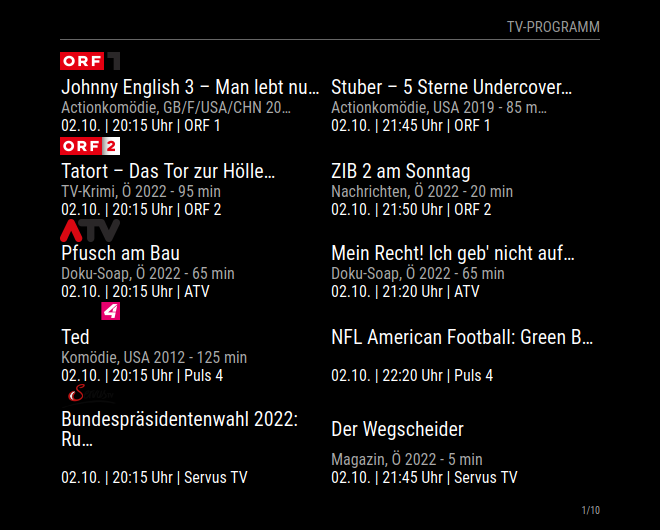 TV-PROGRAMM
ORF 1
Johnny English 3 – Man lebt nu…
Actionkomödie, GB/F/USA/CHN 20…
02.10. | 20:15 Uhr | ORF 1
Stuber – 5 Sterne Undercover…
Actionkomödie, USA 2019 - 85 m…
02.10. | 21:45 Uhr | ORF 1
ORF 2
Tatort – Das Tor zur Hölle…
TV-Krimi, Ö 2022 - 95 min
02.10. | 20:15 Uhr | ORF 2
ZIB 2 am Sonntag
Nachrichten, Ö 2022 - 20 min
02.10. | 21:50 Uhr | ORF 2
ATV
Pfusch am Bau
Doku-Soap, Ö 2022 - 65 min
02.10. | 20:15 Uhr | ATV
Mein Recht! Ich geb' nicht auf…
Doku-Soap, Ö 2022 - 65 min
02.10. | 21:20 Uhr | ATV
4
Ted
Komödie, USA 2012 - 125 min
02.10. | 20:15 Uhr | Puls 4
NFL American Football: Green B…
02.10. | 22:20 Uhr | Puls 4
Bundespräsidentenwahl 2022:
Ru…
02.10. | 20:15 Uhr | Servus TV
Der Wegscheider
Magazin, Ö 2022 - 5 min
02.10. | 21:45 Uhr | Servus TV
1/10